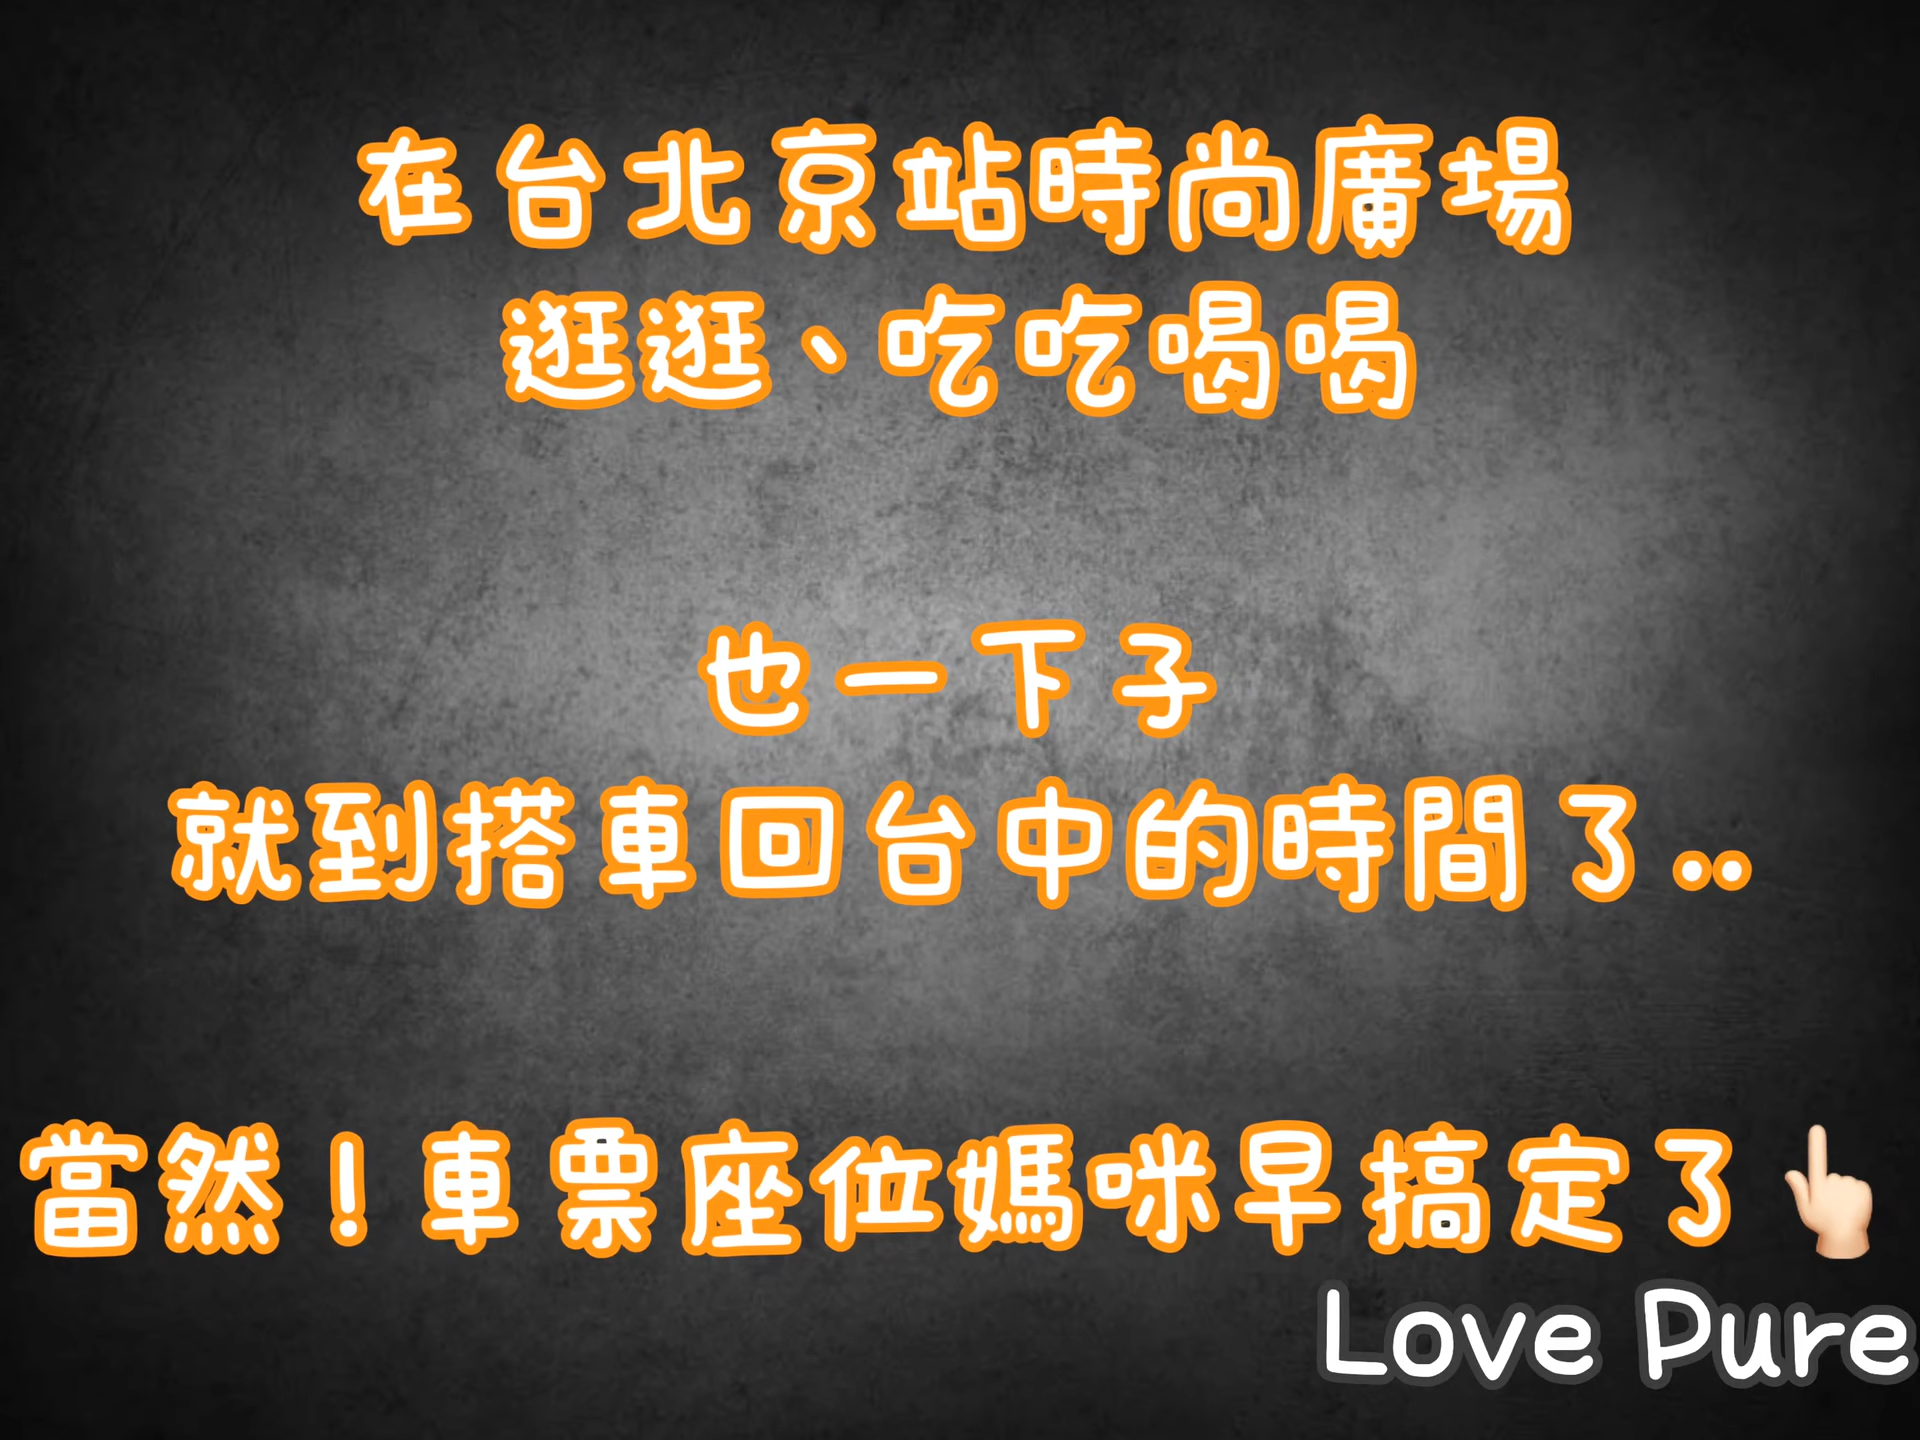 在台北京站時尚廣場
逛逛、吃吃喝喝
也一下子
就到搭車回台中的時間了..
當然！車票座位媽咪早搞定了👆🏻
Love Pure